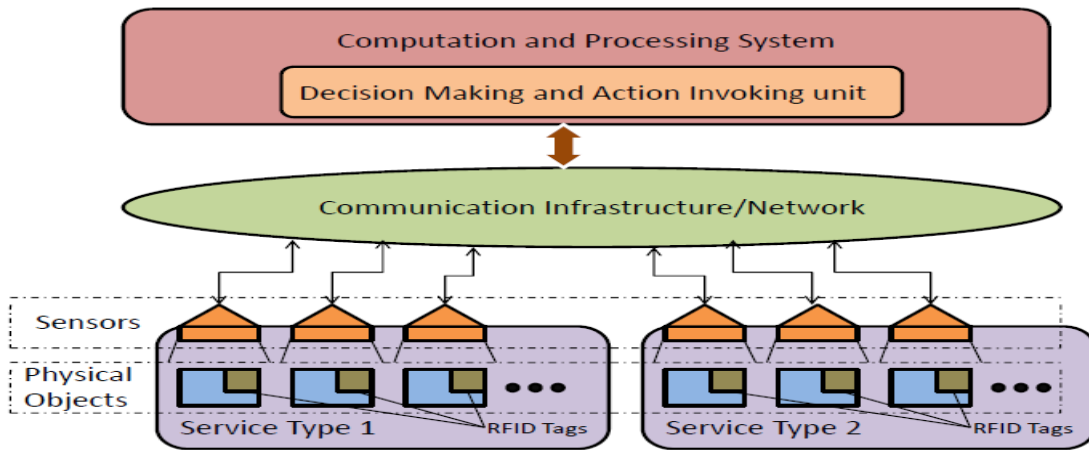 Computation and Processing System
Decision Making and Action Invoking unit
Communication Infrastructure/Network
Sensors
Physical
Objects
Service Type 1
RFID Tags
Service Type 2
RFID Tags